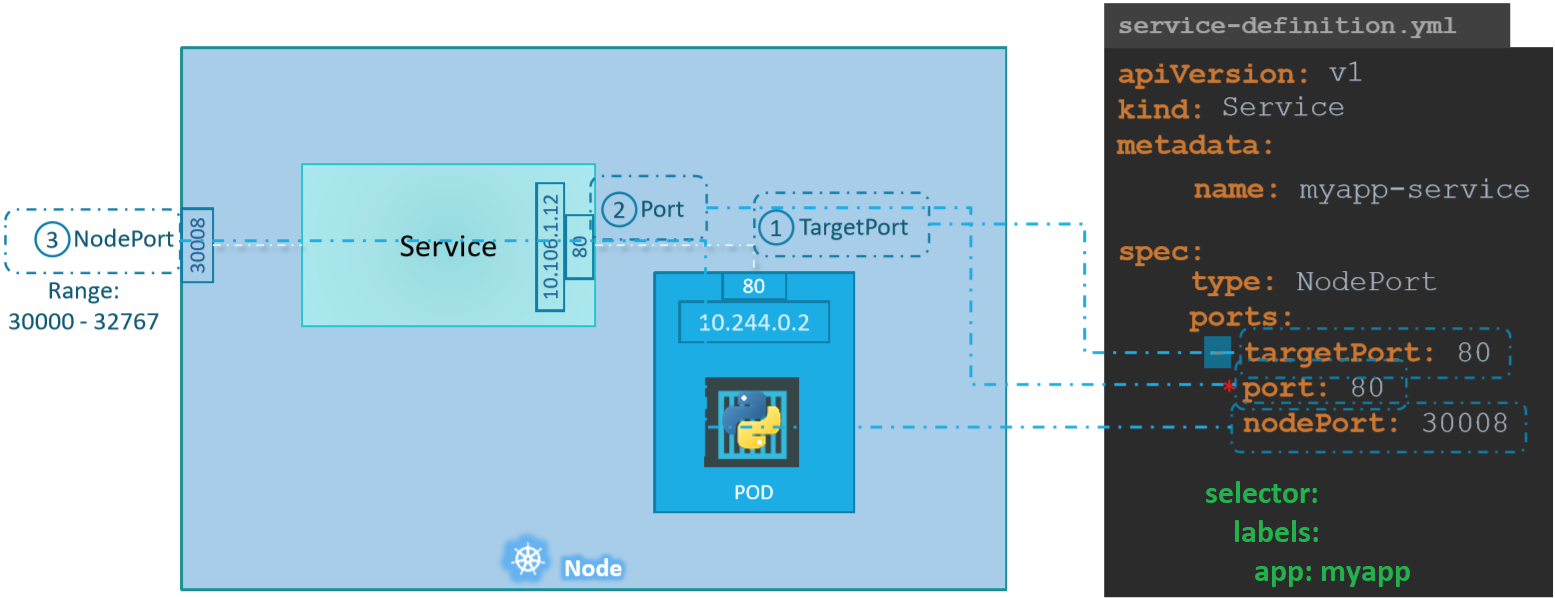 3 NodePort
Range:
30000 - 32767
30008
Service
10.106.1.12
80
2 Port
1 TargetPort
80
10.244.0.2
POD
Node
service-definition.yml
apiVersion: v1
kind: Service
metadata:
name: myapp-service
spec:
type: NodePort
ports:
- targetPort: 80
* port: 80
nodePort: 30008
selector:
labels:
app: myapp